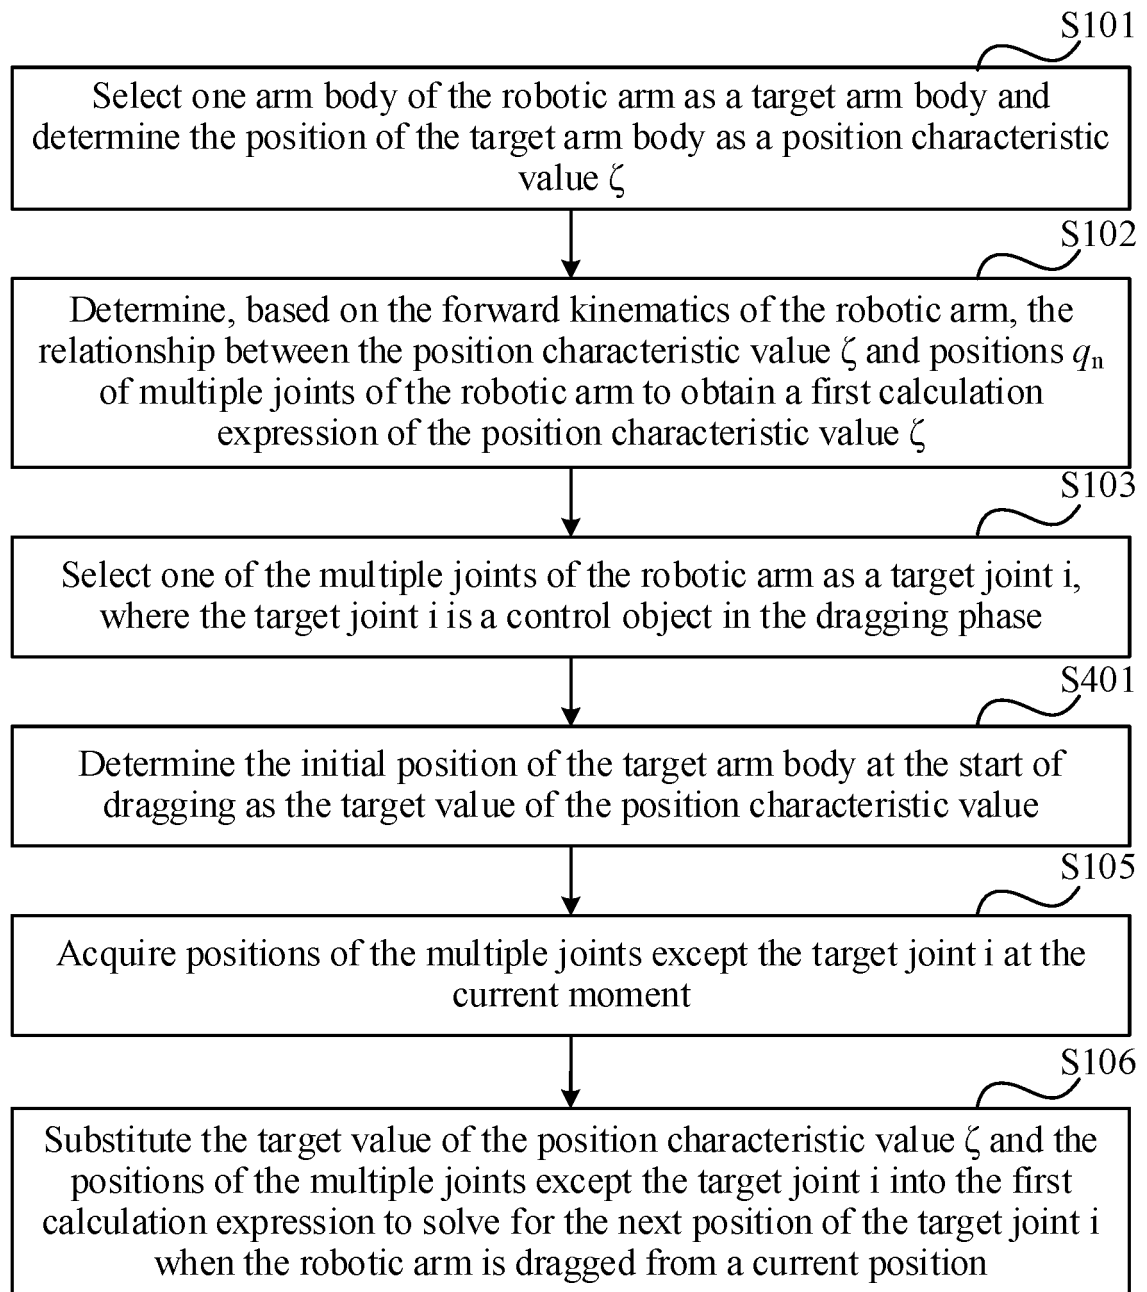 S101
Select one arm body of the robotic arm as a target arm body and
determine the position of the target arm body as a position characteristic
value ζ
S102
Determine, based on the forward kinematics of the robotic arm, the
relationship between the position characteristic value ζ and positions qn
of multiple joints of the robotic arm to obtain a first calculation
expression of the position characteristic value ζ
S103
Select one of the multiple joints of the robotic arm as a target joint i,
where the target joint i is a control object in the dragging phase
S401
Determine the initial position of the target arm body at the start of
dragging as the target value of the position characteristic value
S105
Acquire positions of the multiple joints except the target joint i at the
current moment
S106
Substitute the target value of the position characteristic value ζ and the
positions of the multiple joints except the target joint i into the first
calculation expression to solve for the next position of the target joint i
when the robotic arm is dragged from a current position